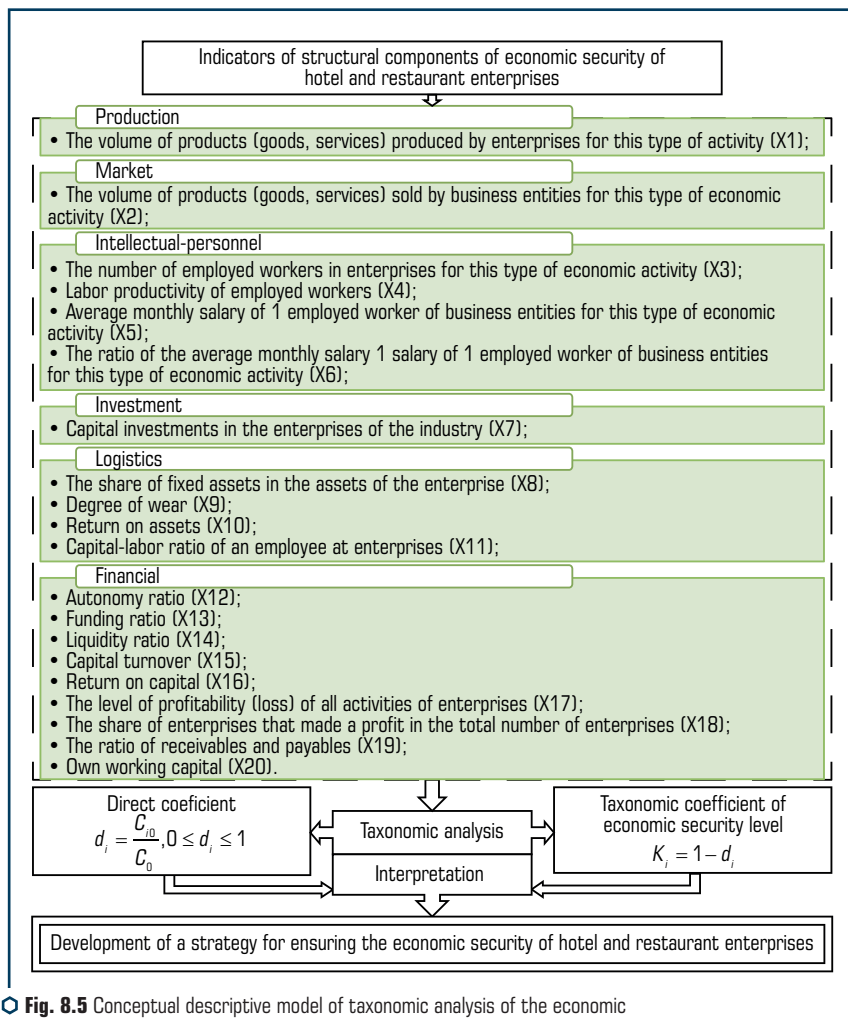 Indicators of structural components of economic security of
hotel and restaurant enterprises
Production
• The volume of products (goods, services) produced by enterprises for this type of activity (X1);
Market
• The volume of products (goods, services) sold by business entities for this type of economic
activity (X2);
Intellectual-personnel
• The number of employed workers in enterprises for this type of economic activity (X3);
• Labor productivity of employed workers (X4);
• Average monthly salary of 1 employed worker of business entities for this type of economic
activity (X5);
• The ratio of the average monthly salary 1 salary of 1 employed worker of business entities
for this type of economic activity (X6);
Investment
• Capital investments in the enterprises of the industry (X7);
Logistics
• The share of fixed assets in the assets of the enterprise (X8);
• Degree of wear (X9);
• Return on assets (X10);
• Capital-labor ratio of an employee at enterprises (X11);
Financial
• Autonomy ratio (X12);
• Funding ratio (X13);
• Liquidity ratio (X14);
• Capital turnover (X15);
• Return on capital (X16);
• The level of profitability (loss) of all activities of enterprises (X17);
• The share of enterprises that made a profit in the total number of enterprises (X18);
• The ratio of receivables and payables (X19);
• Own working capital (X20).
Direct coeficient
d_i = C_{i0} / C_0, 0 ≤ d_i ≤ 1
Taxonomic analysis
Interpretation
Taxonomic coefficient of
economic security level
K_i = 1 – d_i
Development of a strategy for ensuring the economic security of hotel and restaurant enterprises
Fig. 8.5 Conceptual descriptive model of taxonomic analysis of the economic